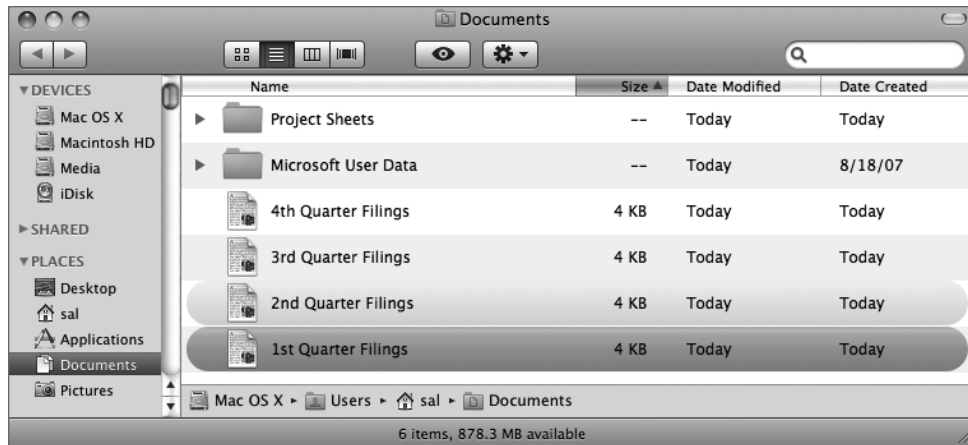 Documents
Name Size Date Modified Date Created
DEVICES
Mac OS X
Macintosh HD
Media
iDisk
SHARED
PLACES
Desktop
sal
Applications
Documents
Pictures
Project Sheets -- Today Today
Microsoft User Data -- Today 8/18/07
4th Quarter Filings 4 KB Today Today
3rd Quarter Filings 4 KB Today Today
2nd Quarter Filings 4 KB Today Today
1st Quarter Filings 4 KB Today Today
Mac OS X Users sal Documents
6 items, 878.3 MB available